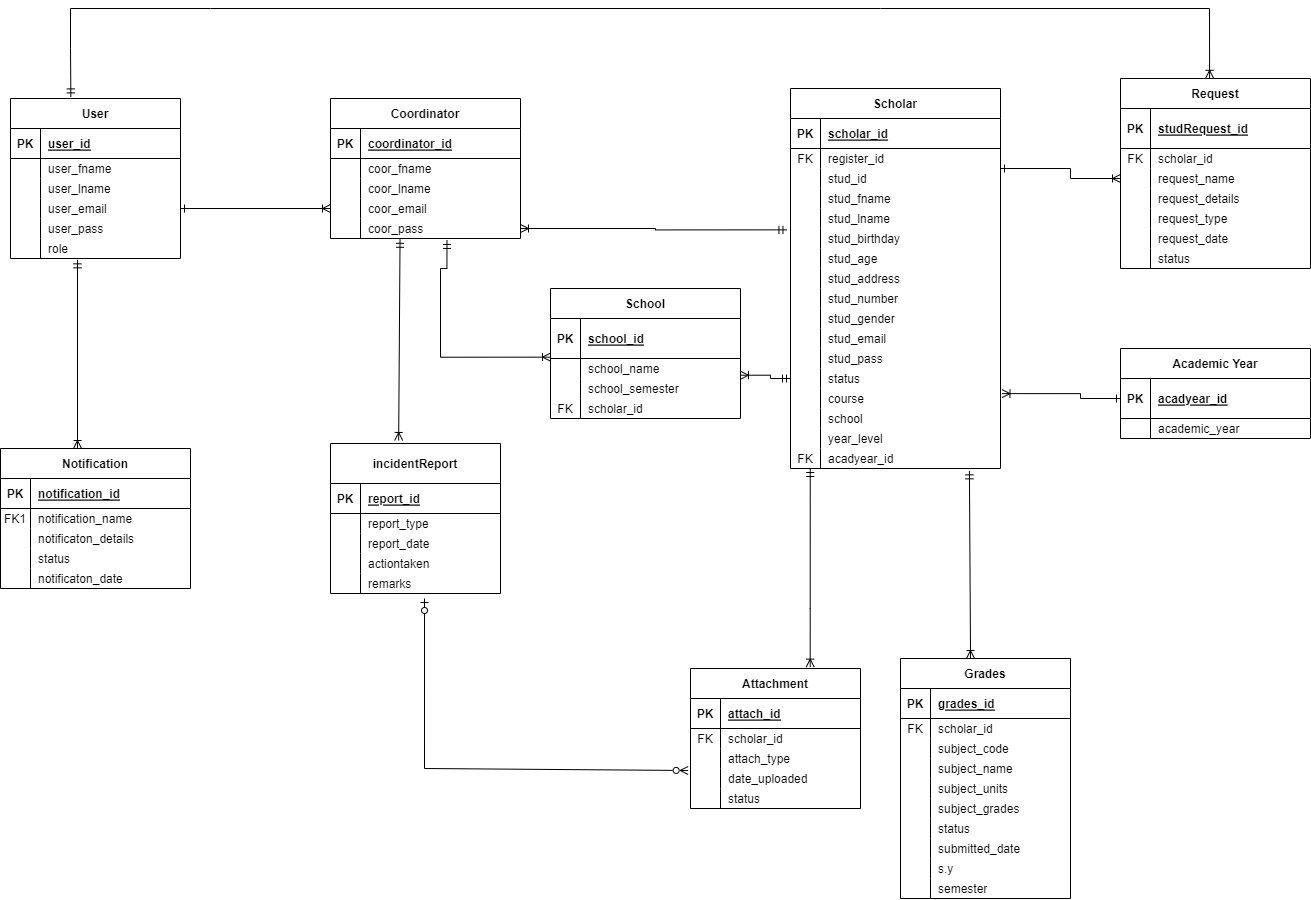 User
PK user_id
user_fname
user_lname
user_email
user_pass
role
Coordinator
PK coordinator_id
coor_fname
coor_lname
coor_email
coor_pass
Scholar
PK scholar_id
FK register_id
stud_id
stud_fname
stud_lname
stud_birthday
stud_age
stud_address
stud_number
stud_gender
stud_email
stud_pass
status
course
school
year_level
FK acadyear_id
Request
PK studRequest_id
FK scholar_id
request_name
request_details
request_type
request_date
status
School
PK school_id
school_name
school_semester
FK scholar_id
Academic Year
PK acadyear_id
academic_year
Notification
PK notification_id
FK1 notification_name
notificaton_details
status
notificaton_date
incidentReport
PK report_id
report_type
report_date
actiontaken
remarks
Attachment
PK attach_id
FK scholar_id
attach_type
date_uploaded
status
Grades
PK grades_id
FK scholar_id
subject_code
subject_name
subject_units
subject_grades
status
submitted_date
s.y
semester